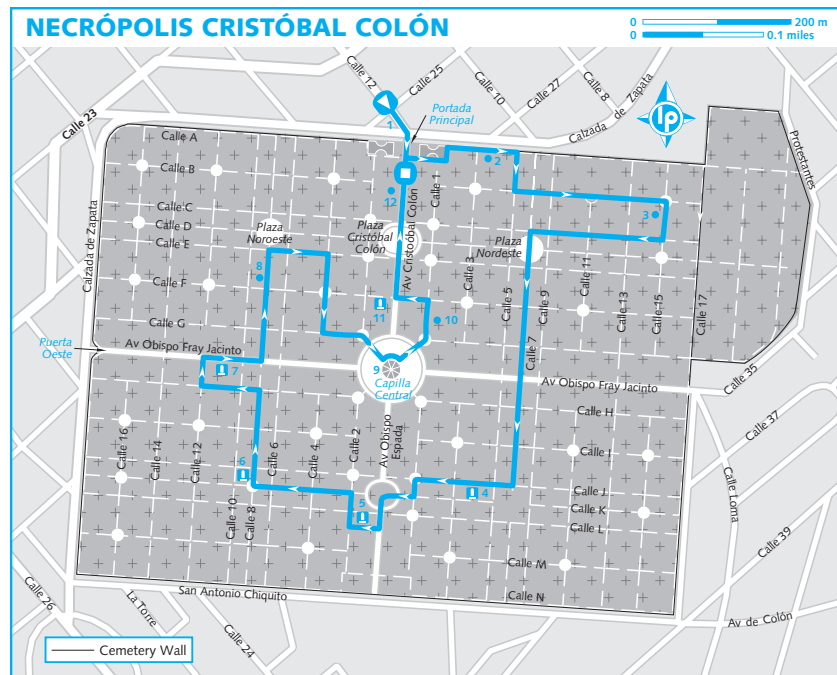 NECRÓPOLIS CRISTÓBAL COLÓN
0 200 m
0 0.1 miles
Calle 12
Calle 25
Calle 10
Calle 27
Calle 8
Calzada de Zapata
Calle 23
1
Portada
Principal
lp
Protestantes
Calle A
Calle B
Calle C
Calle D
Calle E
Calle F
Calle G
Calzada de Zapata
Plaza
Noroeste
12
Plaza
Cristóbal
Colón
Av Cristoóbal Colón
Calle 1
2
3
Plaza
Nordeste
Calle 3
Calle 5
Calle 7
Calle 9
Calle 11
Calle 13
Calle 15
Calle 17
8
11
10
Puerta
Oeste
Av Obispo Fray Jacinto
7
9
Capilla
Central
Av Obispo Fray Jacinto
Calle 35
Calle 37
Calle H
Calle I
Calle J
Calle K
Calle L
Calle M
Calle N
Calle 16
Calle 14
Calle 12
Calle 10
Calle 8
Calle 6
Calle 4
Calle 2
Av Obispo
Espada
6
5
4
Calle Loma
Calle 39
San Antonio Chiquito
Av de Colón
Calle 26
La Torre
Calle 24
Cemetery Wall